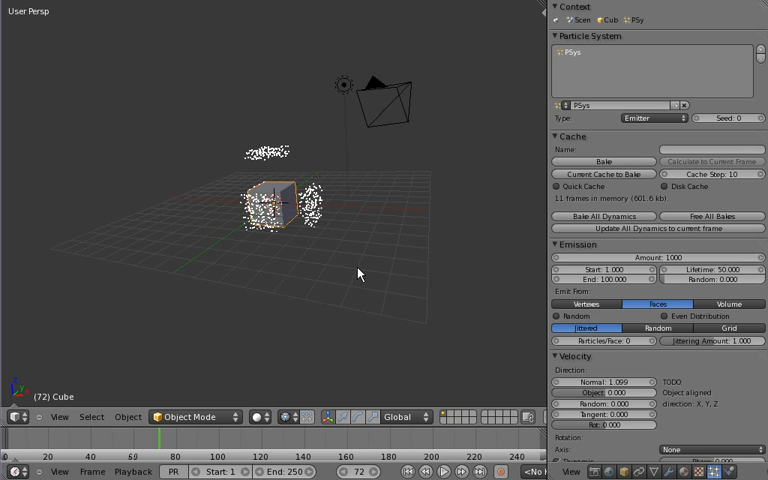 User Persp
(72) Cube
View Select Object Object Mode Global
0 20 40 60 80 100 120 140 160 180 200 220 240
View Frame Playback PR Start: 1 End: 250 72
Context
Scen Cub PSy
Particle System
PSys
PSys
Type: Emitter Seed: 0
Cache
Name:
Bake Calculate to Current Frame
Current Cache to Bake Cache Step: 10
Quick Cache Disk Cache
11 frames in memory (601.6 kb).
Bake All Dynamics Free All Bakes
Update All Dynamics to current frame
Emission
Amount: 1000
Start: 1.000 Lifetime: 50.000
End: 100.000 Random: 0.000
Emit From:
Vertexes Faces Volume
Random Even Distribution
Jittered Random Grid
Particles/Face: 0 Jittering Amount: 1.000
Velocity
Direction:
Normal: 1.099 TODO:
Object: 0.000 Object aligned
Random: 0.000 direction: X, Y, Z
Tangent: 0.000
Rot: 0.000
Rotation:
Axis: None
View